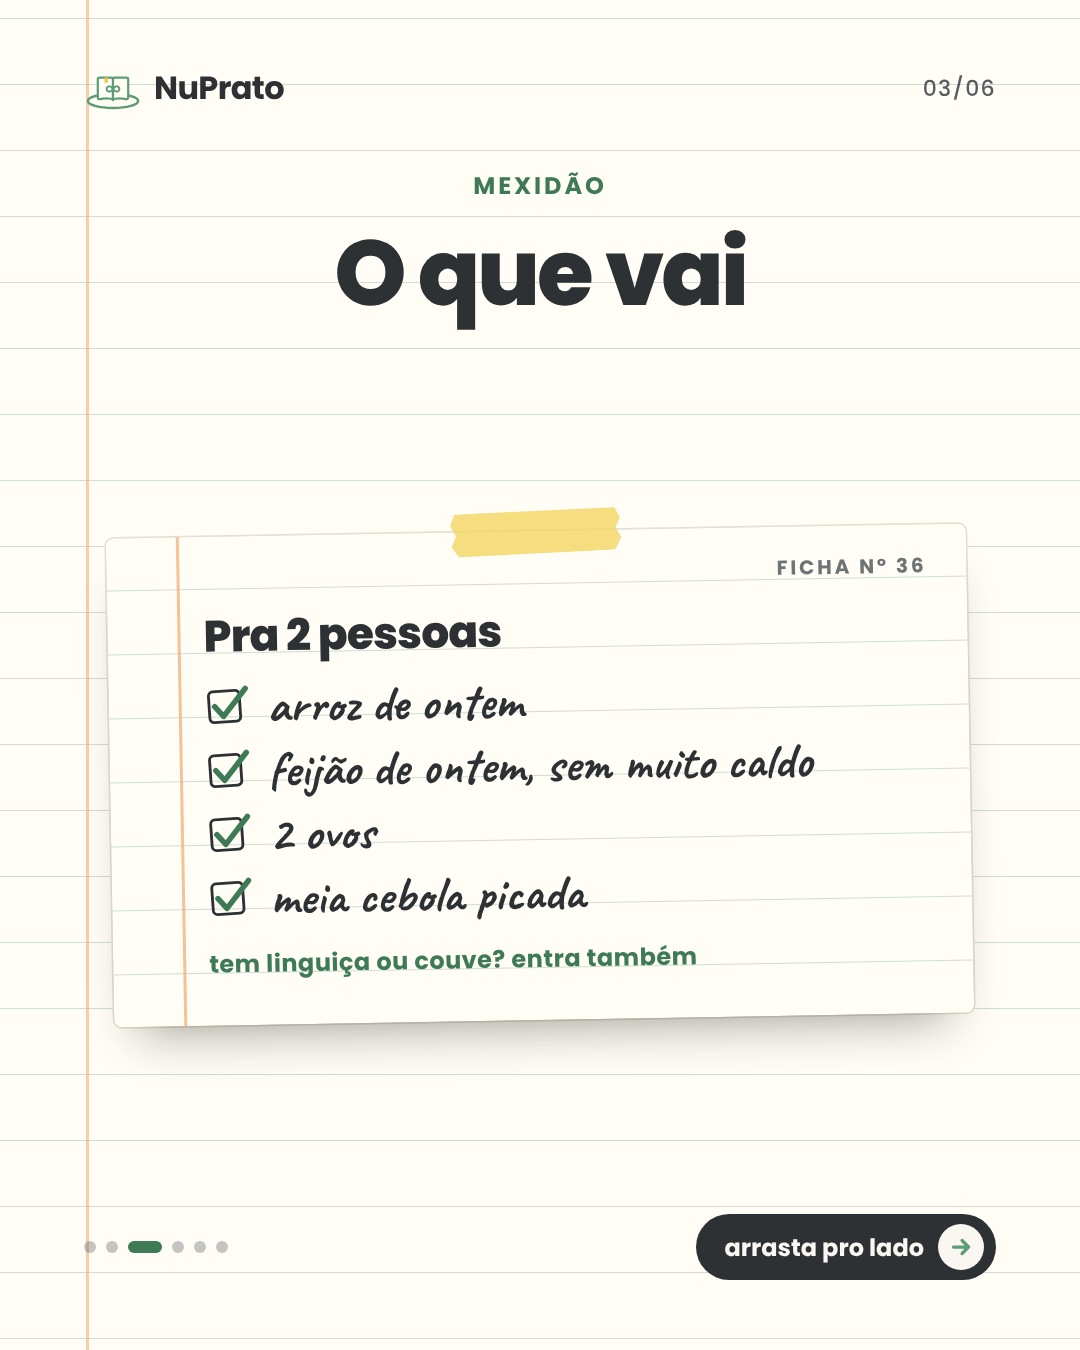 NuPrato
03/06
MEXIDÃO
O que vai
FICHA Nº 36
Pra 2 pessoas
arroz de ontem
feijão de ontem, sem muito caldo
2 ovos
meia cebola picada
tem linguiça ou couve? entra também
arrasta pro lado